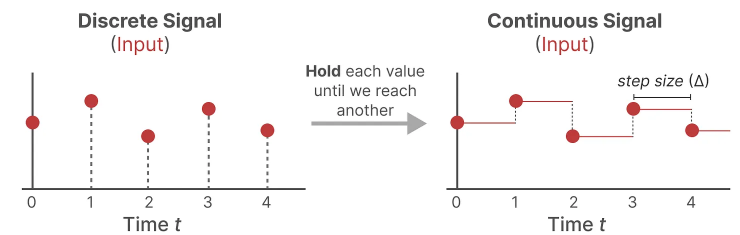 Discrete Signal
(Input)
0 1 2 3 4
Time t
Hold each value
until we reach
another
Continuous Signal
(Input)
step size (Δ)
0 1 2 3 4
Time t